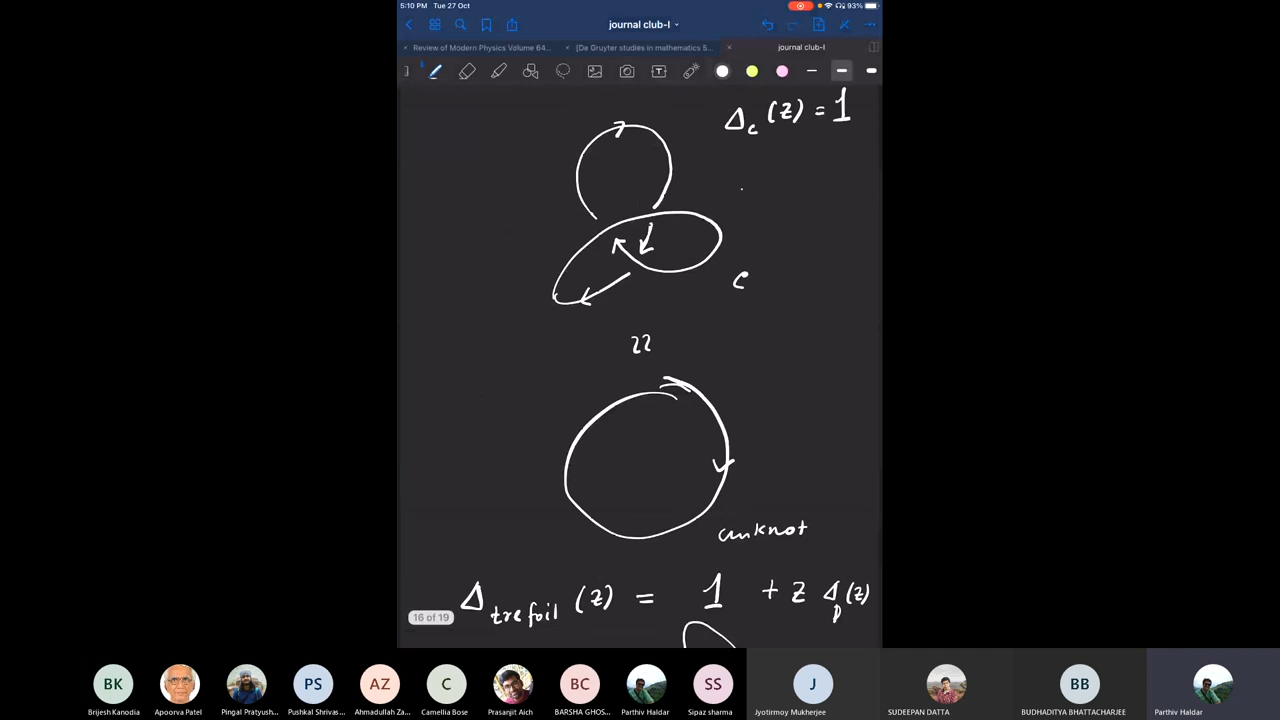 5:10 PM Tue 27 Oct
93%
journal club-I
Review of Modern Physics Volume 64...
[De Gruyter studies in mathematics 5...
journal club-I
Δc (z) = 1
c
unknot
Δtrefoil (z) = 1 + z Δ(z)
16 of 19
BK
PS
AZ
C
BC
SS
J
BB
Brijesh Kanodia
Apoorva Patel
Pingal Pratyush...
Pushkal Shrivas...
Ahmadullah Za...
Camellia Bose
Prasanjit Aich
BARSHA GHOS...
Parthiv Haldar
Sipaz sharma
Jyotirmoy Mukherjee
SUDEEPAN DATTA
BUDHADITYA BHATTACHARJEE
Parthiv Haldar